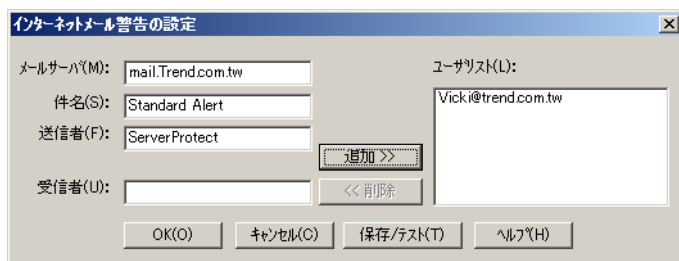 インターネットメール警告の設定
メールサーバ(M): mail.Trend.com.tw
件名(S): Standard Alert
送信者(F): ServerProtect
受信者(U):
追加 >>
<< 削除
ユーザリスト(L):
Vicki@trend.com.tw
OK(O) キャンセル(C) 保存/テスト(T) ヘルプ(H)